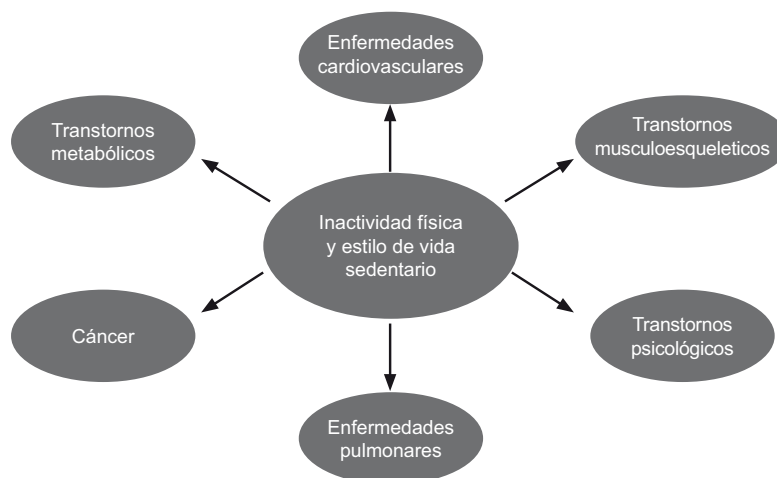 Enfermedades
cardiovasculares
Transtornos
metabólicos
Transtornos
musculoesqueleticos
Inactividad física
y estilo de vida
sedentario
Cáncer
Transtornos
psicológicos
Enfermedades
pulmonares